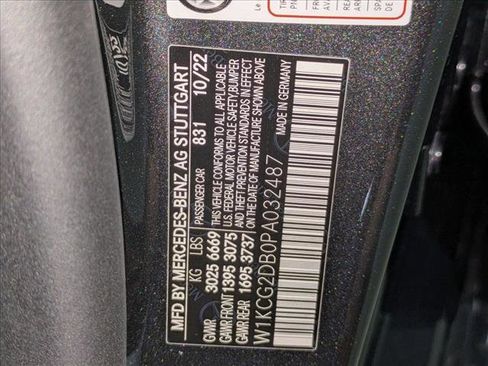 MFD BY MERCEDES-BENZ AG STUTTGART
PASSENGER CAR 831 10/22
KG LBS
GVWR 3025 6669
GAWR FRONT 1395 3075
GAWR REAR 1695 3737
CONFORMS TO ALL APPLICABLE
U.S. FEDERAL MOTOR VEHICLE SAFETY, BUMPER
AND THEFT PREVENTION STANDARDS IN EFFECT
ON THE DATE OF MANUFACTURE SHOWN ABOVE
W1KCG2DB0PA032487
MADE IN GERMANY